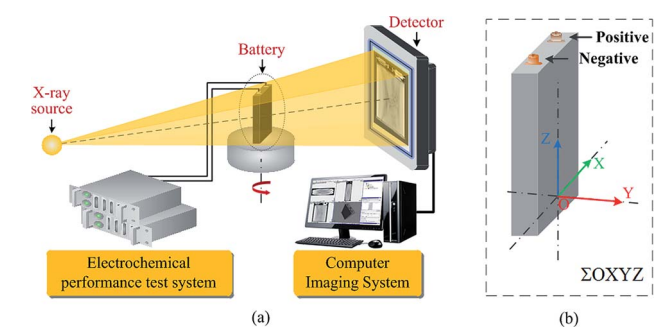 Detector
Battery
X-ray
source
Electrochemical
performance test system
Computer
Imaging System
(a)
Positive
Negative
Z
X
Y
O
ΣOXYZ
(b)